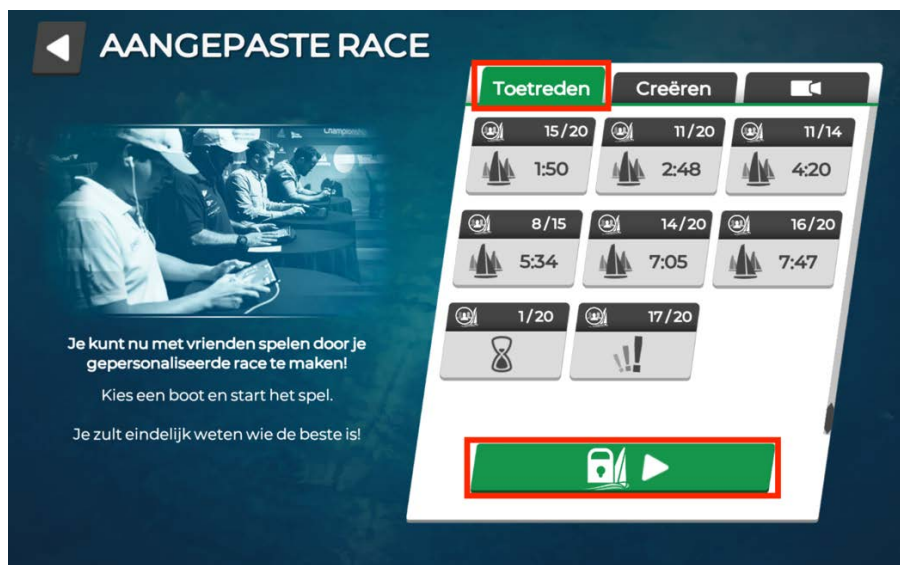 AANGEPASTE RACE
Toetreden
Creëren
15/20
11/20
11/14
1:50
2:48
4:20
8/15
14/20
16/20
5:34
7:05
7:47
1/20
17/20
Championship
Je kunt nu met vrienden spelen door je
gepersonaliseerde race te maken!
Kies een boot en start het spel.
Je zult eindelijk weten wie de beste is!